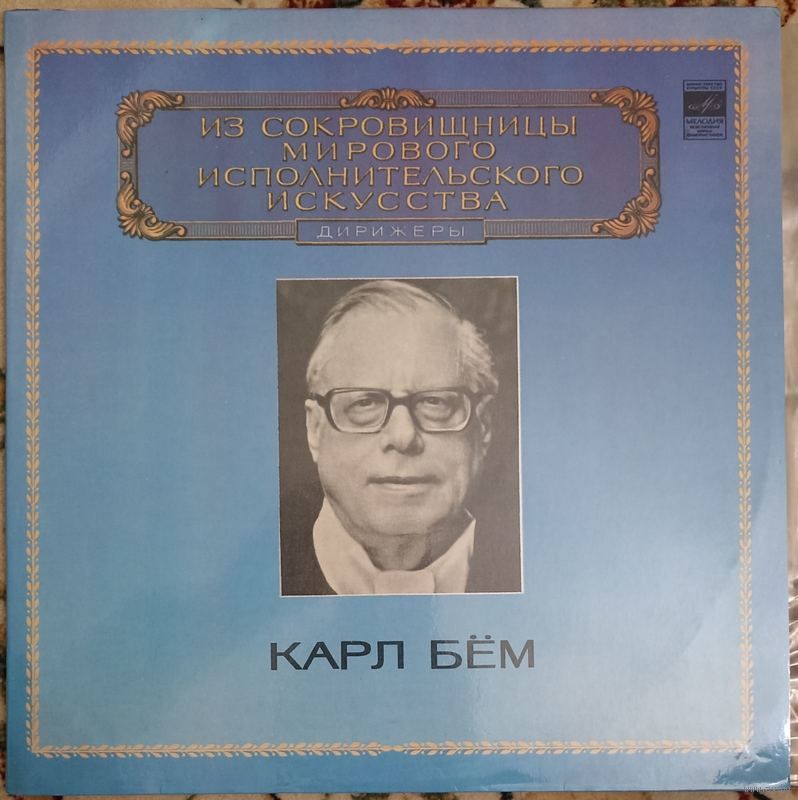 ИЗ СОКРОВИЩНИЦЫ
МИРОВОГО
ИСПОЛНИТЕЛЬСКОГО
ИСКУССТВА
ДИРИЖЕРЫ
МЕЛОДИЯ
КАРЛ БЁМ